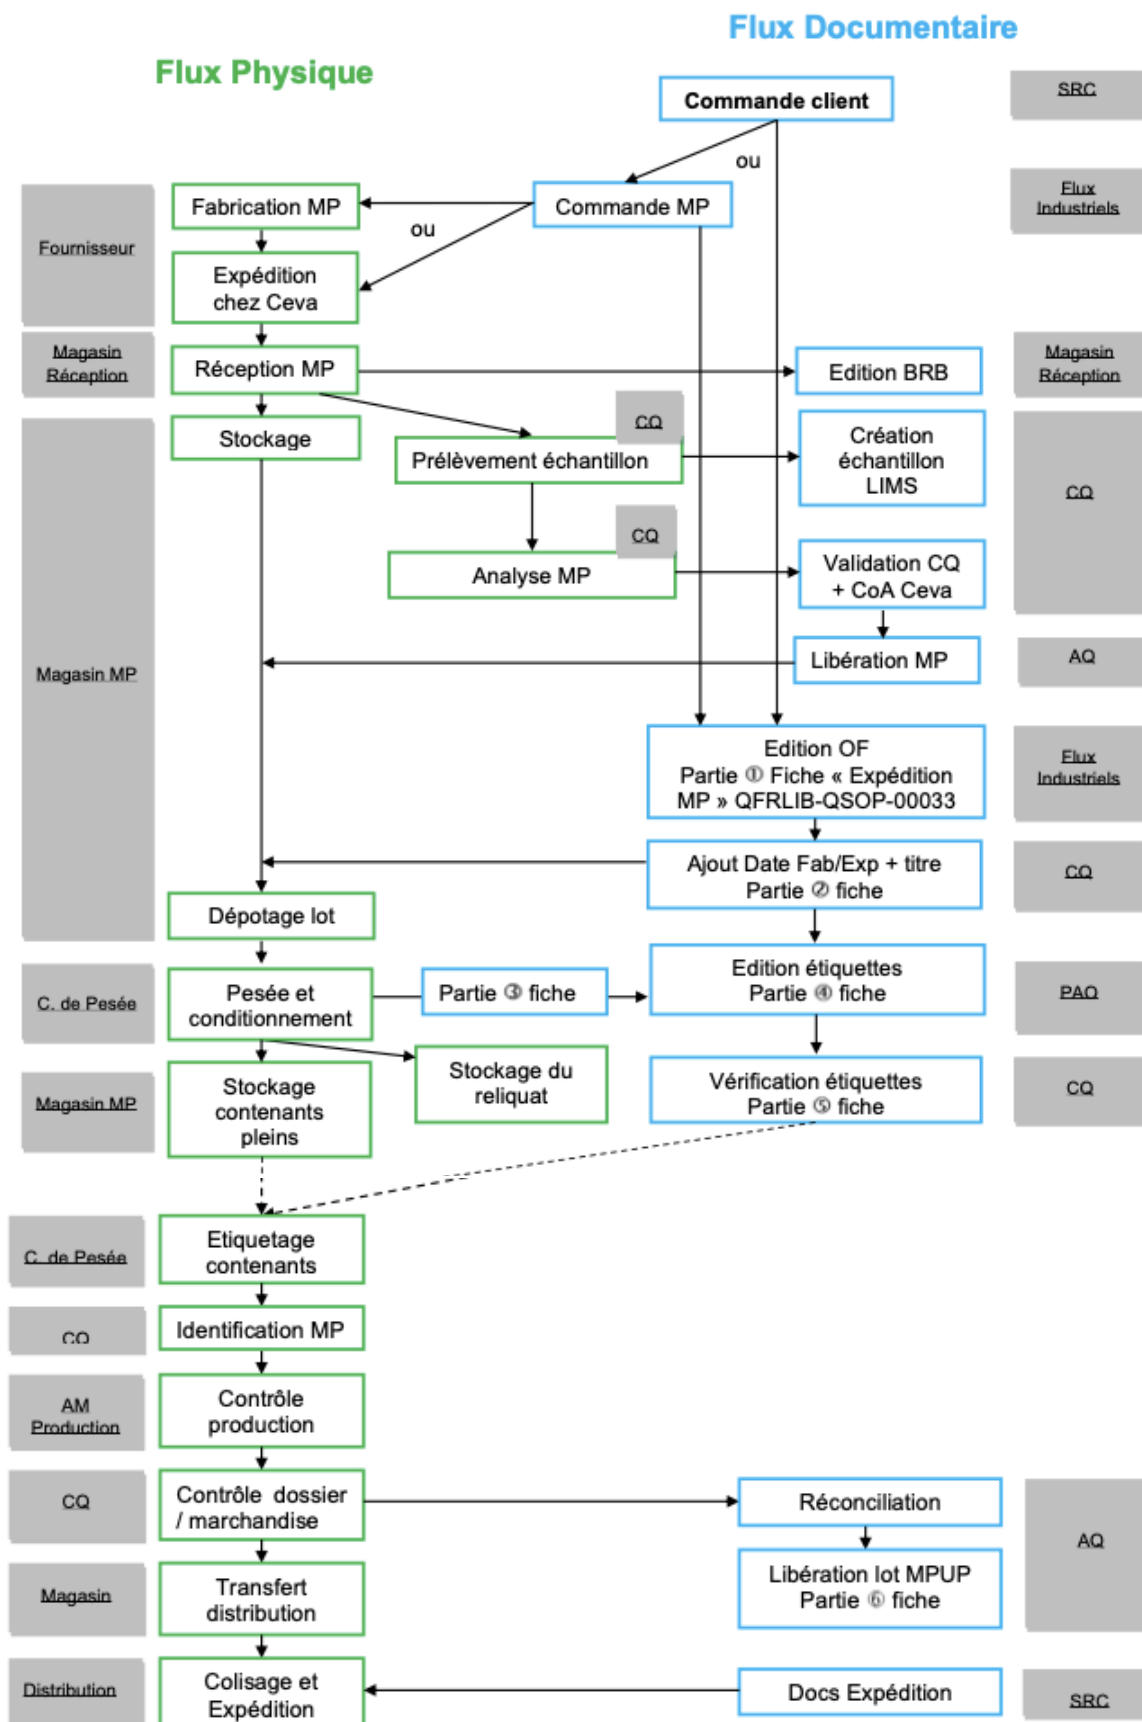 Flux Documentaire
Flux Physique
Commande client
SRC
ou
Fabrication MP
Commande MP
Flux
Industriels
ou
Fournisseur
Expédition
chez Ceva
Magasin
Réception
Réception MP
Edition BRB
Magasin
Réception
Stockage
CQ
Prélèvement échantillon
Création
échantillon
LIMS
CQ
CQ
Analyse MP
Validation CQ
+ CoA Ceva
Magasin MP
Libération MP
AQ
Edition OF
Partie ① Fiche « Expédition
MP » QFRLIB-QSOP-00033
Flux
Industriels
Ajout Date Fab/Exp + titre
Partie ② fiche
CQ
Dépotage lot
C. de Pesée
Pesée et
conditionnement
Partie ③ fiche
Edition étiquettes
Partie ④ fiche
PAO
Magasin MP
Stockage
contenants
pleins
Stockage du
reliquat
Vérification étiquettes
Partie ⑤ fiche
CQ
C. de Pesée
Etiquetage
contenants
CQ
Identification MP
AM
Production
Contrôle
production
CQ
Contrôle dossier
/ marchandise
Réconciliation
AQ
Magasin
Transfert
distribution
Libération lot MPUP
Partie ⑥ fiche
Distribution
Colisage et
Expédition
Docs Expédition
SRC